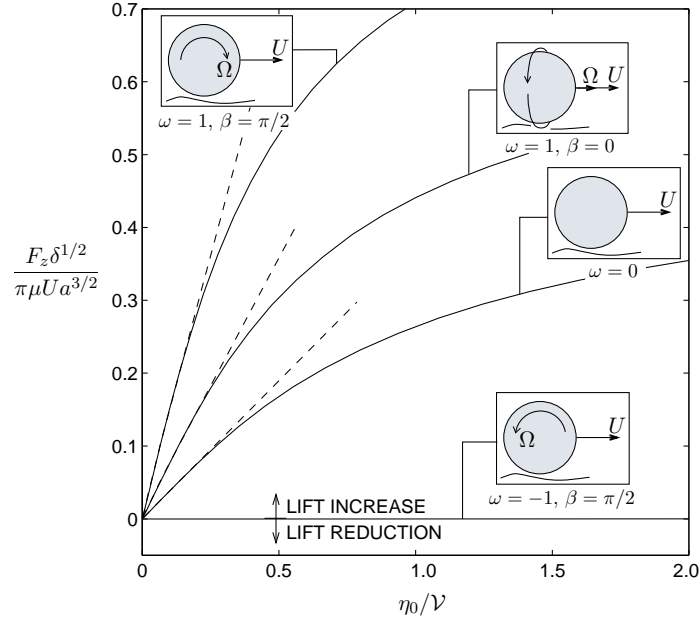 0.7
0.6
0.5
0.4
0.3
0.2
0.1
0
F_z δ^{1/2}
πμUa^{3/2}
Ω
U
ω = 1, β = π/2
Ω U
ω = 1, β = 0
U
ω = 0
Ω
U
ω = −1, β = π/2
LIFT INCREASE
LIFT REDUCTION
0 0.5 1.0 1.5 2.0
η_0/𝒱